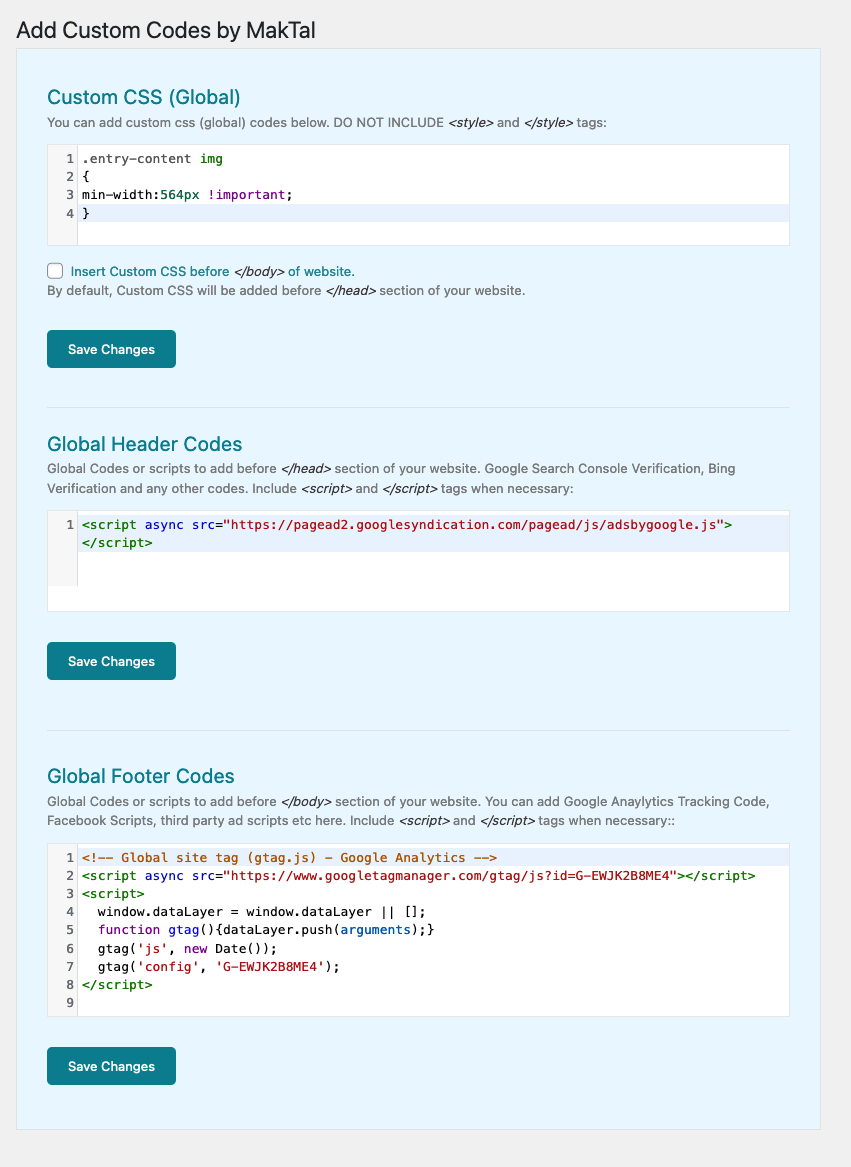 Add Custom Codes by MakTal
Custom CSS (Global)
You can add custom css (global) codes below. DO NOT INCLUDE <style> and </style> tags:
1 .entry-content img
2 {
3 min-width:564px !important;
4 }
Insert Custom CSS before </body> of website.
By default, Custom CSS will be added before </head> section of your website.
Save Changes
Global Header Codes
Global Codes or scripts to add before </head> section of your website. Google Search Console Verification, Bing
Verification and any other codes. Include <script> and </script> tags when necessary:
1 <script async src="https://pagead2.googlesyndication.com/pagead/js/adsbygoogle.js">
</script>
Save Changes
Global Footer Codes
Global Codes or scripts to add before </body> section of your website. You can add Google Anaylytics Tracking Code,
Facebook Scripts, third party ad scripts etc here. Include <script> and </script> tags when necessary::
1 <!-- Global site tag (gtag.js) - Google Analytics -->
2 <script async src="https://www.googletagmanager.com/gtag/js?id=G-EWJK2B8ME4"></script>
3 <script>
4   window.dataLayer = window.dataLayer || [];
5   function gtag(){dataLayer.push(arguments);}
6   gtag('js', new Date());
7   gtag('config', 'G-EWJK2B8ME4');
8 </script>
9
Save Changes